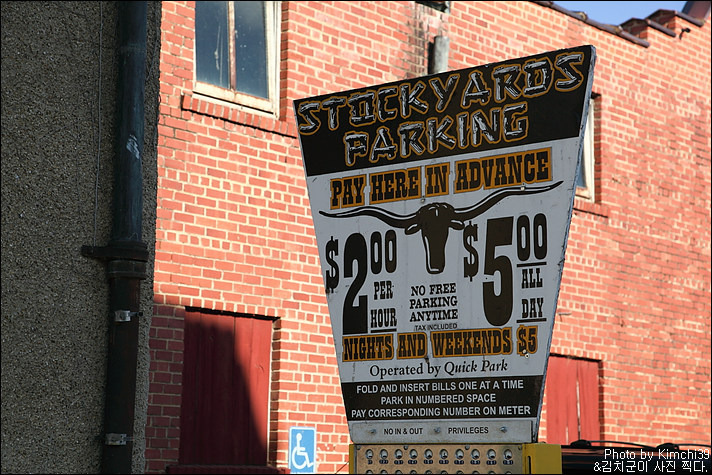 STOCKYARDS
PARKING
PAY HERE IN ADVANCE
$2.00 PER HOUR
NO FREE
PARKING
ANYTIME
TAX INCLUDED
$5.00 ALL DAY
NIGHTS AND WEEKENDS $5
Operated by Quick Park
FOLD AND INSERT BILLS ONE AT A TIME
PARK IN NUMBERED SPACE
PAY CORRESPONDING NUMBER ON METER
NO IN & OUT PRIVILEGES
Photo by Kimchi39
&김치군이 사진 찍다.